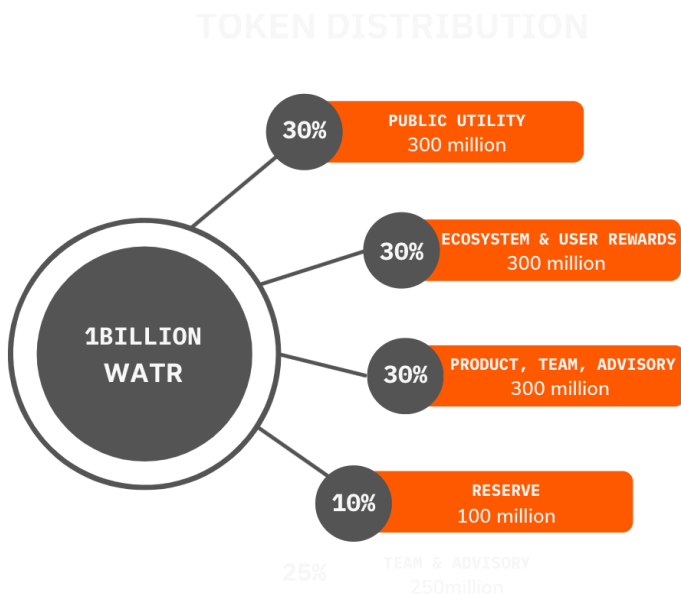 TOKEN DISTRIBUTION
30%
PUBLIC UTILITY
300 million
30%
ECOSYSTEM & USER REWARDS
300 million
1BILLION
WATR
30%
PRODUCT, TEAM, ADVISORY
300 million
10%
RESERVE
100 million
25%
TEAM & ADVISORY
250million